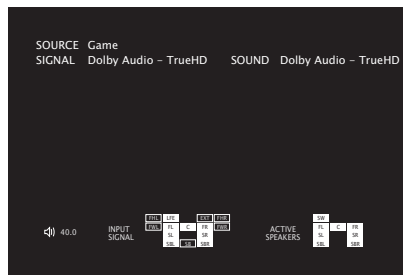 SOURCE Game
SIGNAL Dolby Audio – TrueHD SOUND Dolby Audio – TrueHD
FHL LFE EXT FHR SW
40.0 INPUT SIGNAL FWL FL C FR FWR ACTIVE SPEAKERS FL C FR
SL SR SL SR
SBL SB SBR SBL SBR